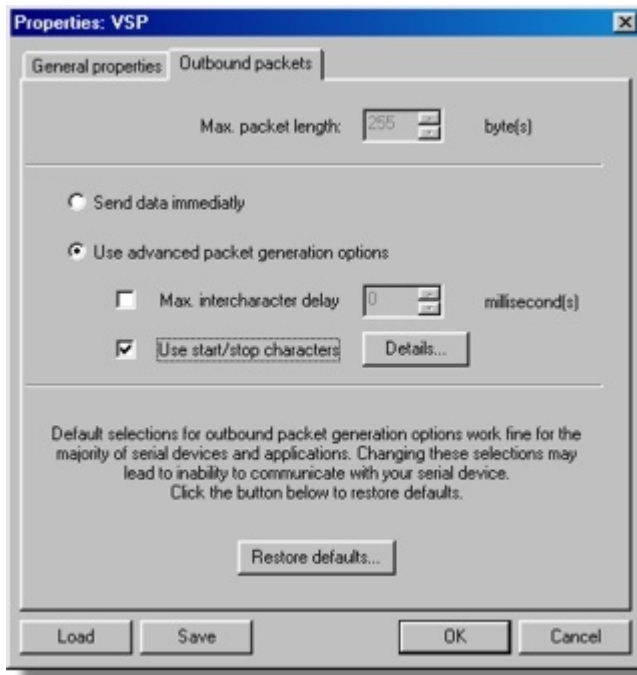 Properties: VSP
General properties
Outbound packets
Max. packet length: 255 byte(s)
Send data immediatly
Use advanced packet generation options
Max. intercharacter delay 0 millisecond(s)
Use start/stop characters Details...
Default selections for outbound packet generation options work fine for the
majority of serial devices and applications. Changing these selections may
lead to inability to communicate with your serial device.
Click the button below to restore defaults.
Restore defaults...
Load Save OK Cancel